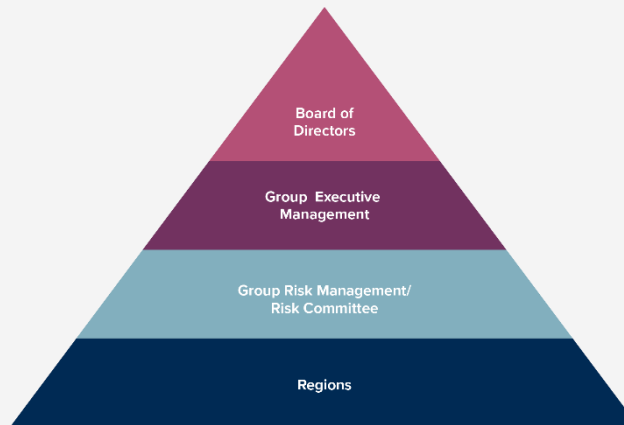 Board of
Directors
Group Executive
Management
Group Risk Management/
Risk Committee
Regions